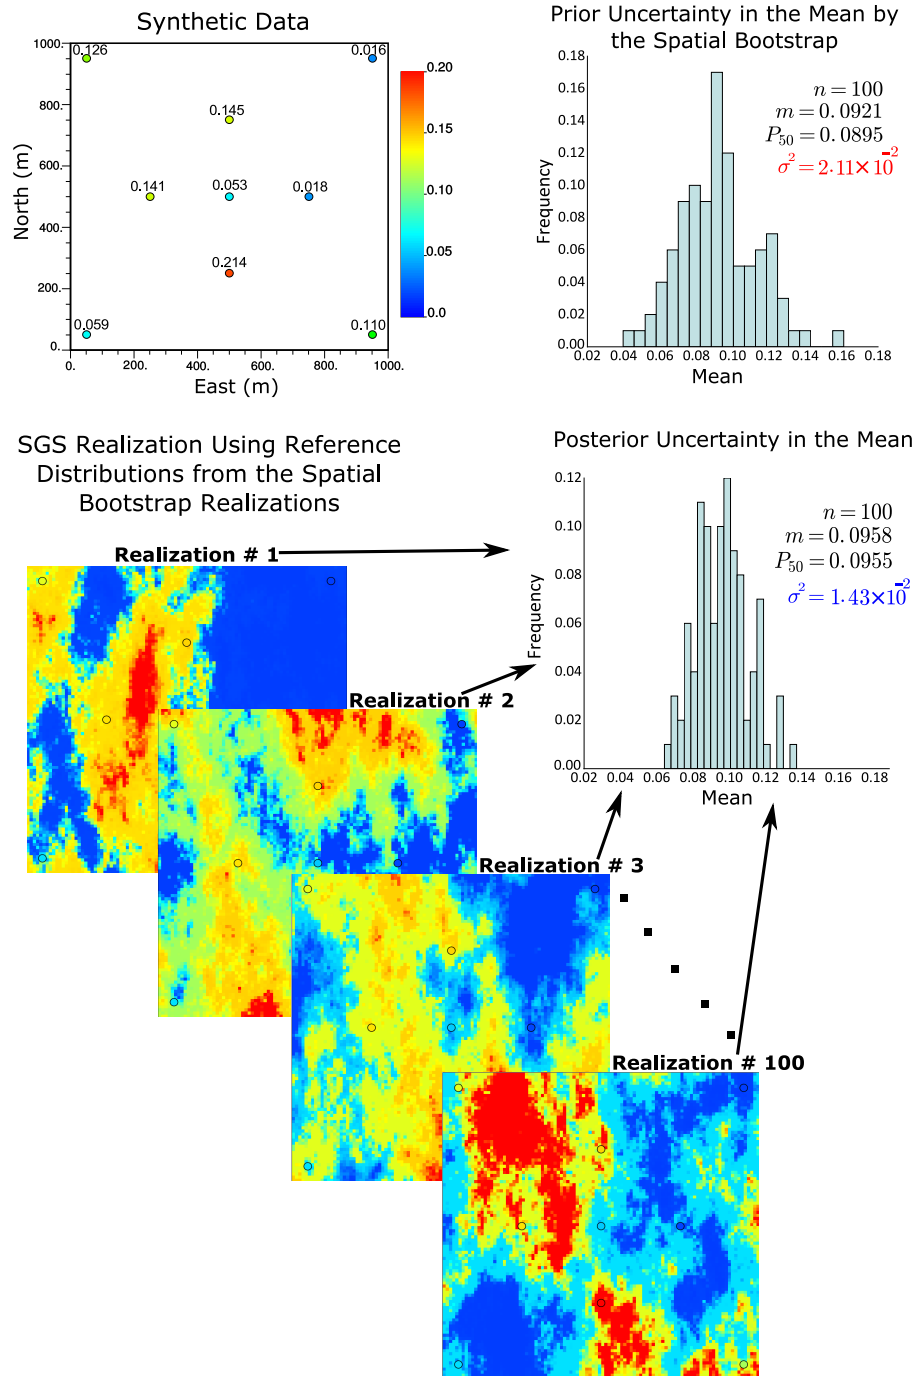 Synthetic Data
1000.
800.
600.
400.
200.
0.
North (m)
0.126
0.016
0.145
0.141
0.053
0.018
0.214
0.059
0.110
0.
200.
400.
600.
800.
1000.
East (m)
0.20
0.15
0.10
0.05
0.0
Prior Uncertainty in the Mean by
the Spatial Bootstrap
0.18
0.16
0.14
0.12
0.10
0.08
0.06
0.04
0.02
0.00
Frequency
n = 100
m = 0.0921
P50 = 0.0895
σ² = 2.11×10⁻²
0.02
0.04
0.06
0.08
0.10
0.12
0.14
0.16
0.18
Mean
SGS Realization Using Reference
Distributions from the Spatial
Bootstrap Realizations
Posterior Uncertainty in the Mean
0.12
0.10
0.08
0.06
0.04
0.02
0.00
Frequency
n = 100
m = 0.0958
P50 = 0.0955
σ² = 1.43×10⁻²
0.02
0.04
0.06
0.08
0.10
0.12
0.14
0.16
0.18
Mean
Realization # 1
Realization # 2
Realization # 3
Realization # 100